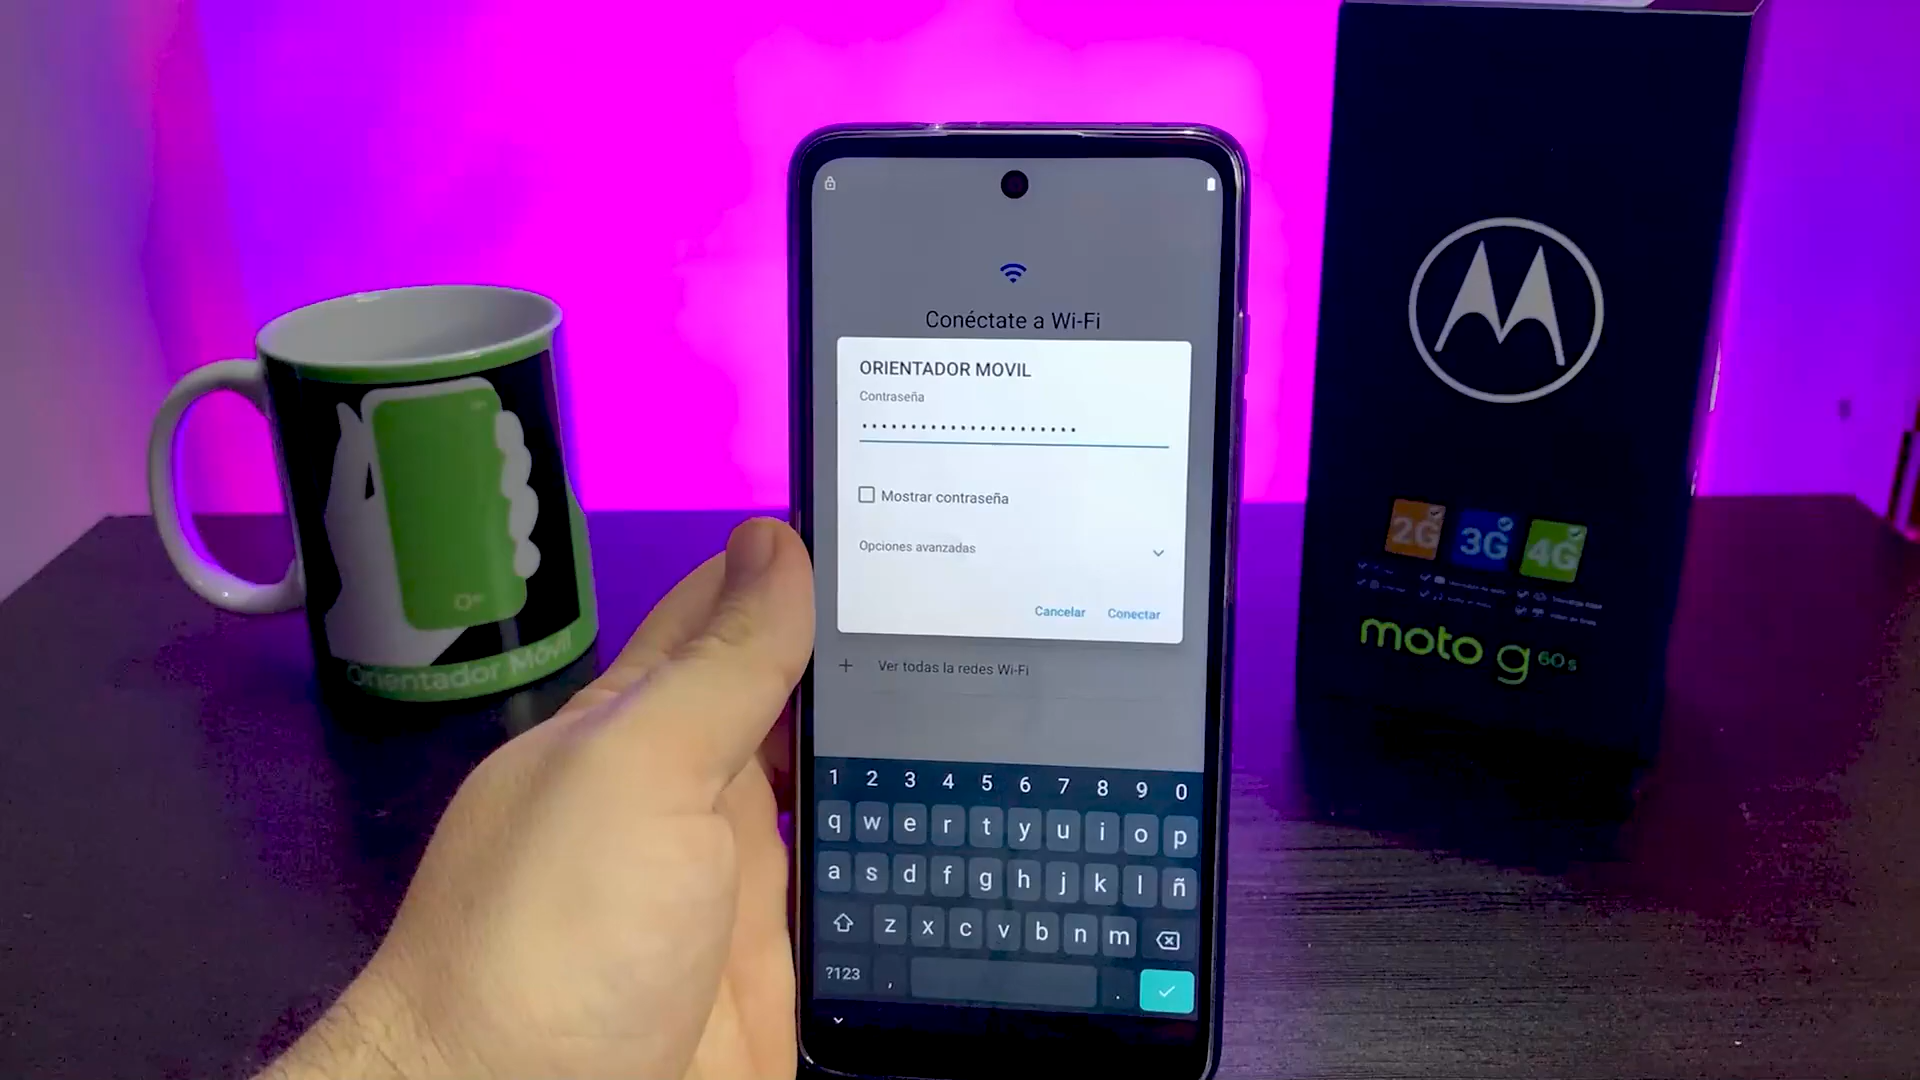 Conéctate a Wi-Fi
ORIENTADOR MOVIL
Contraseña
••••••••••••••••••••••
Mostrar contraseña
Opciones avanzadas
Cancelar Conectar
+ Ver todas la redes Wi-Fi
1 2 3 4 5 6 7 8 9 0
q w e r t y u i o p
a s d f g h j k l ñ
z x c v b n m
?123 , .
Orientador Móvil
2G 3G 4G
moto g 60s